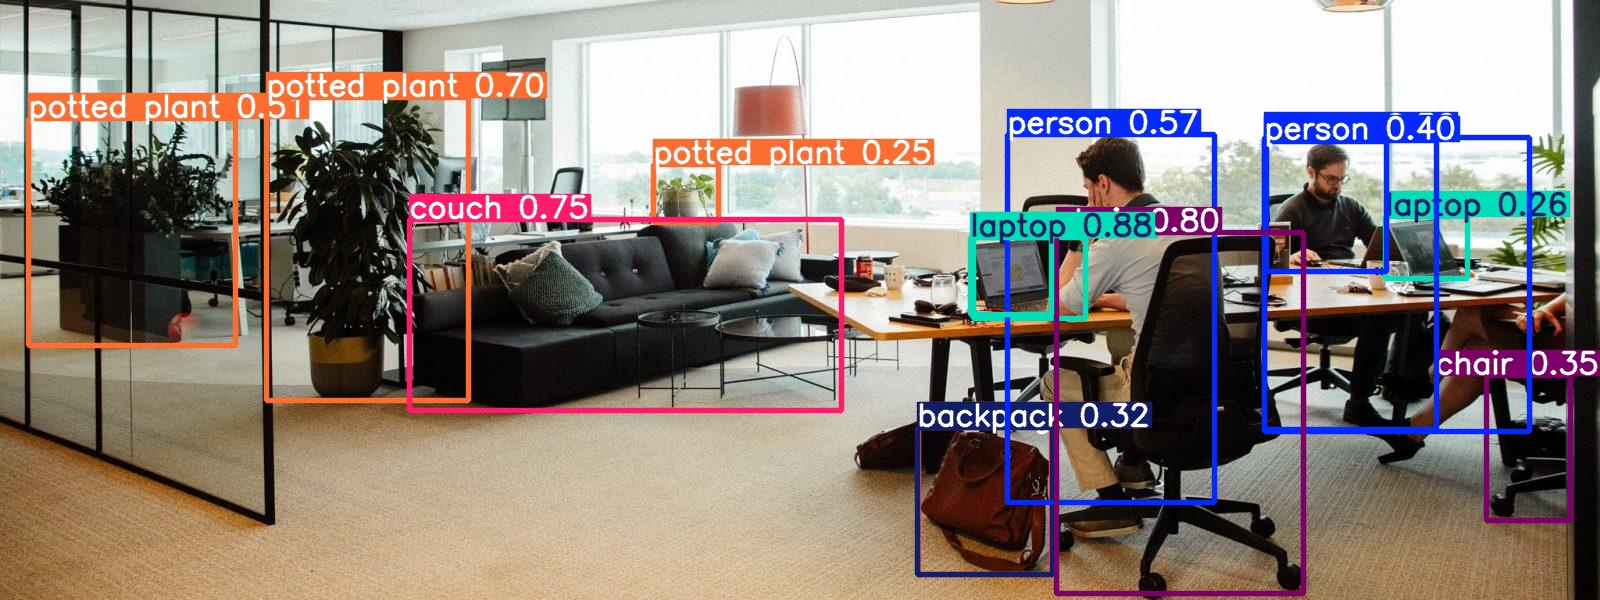 potted plant 0.51
potted plant 0.70
couch 0.75
potted plant 0.25
person 0.57
person 0.40
laptop 0.88
0.80
laptop 0.26
backpack 0.32
chair 0.35